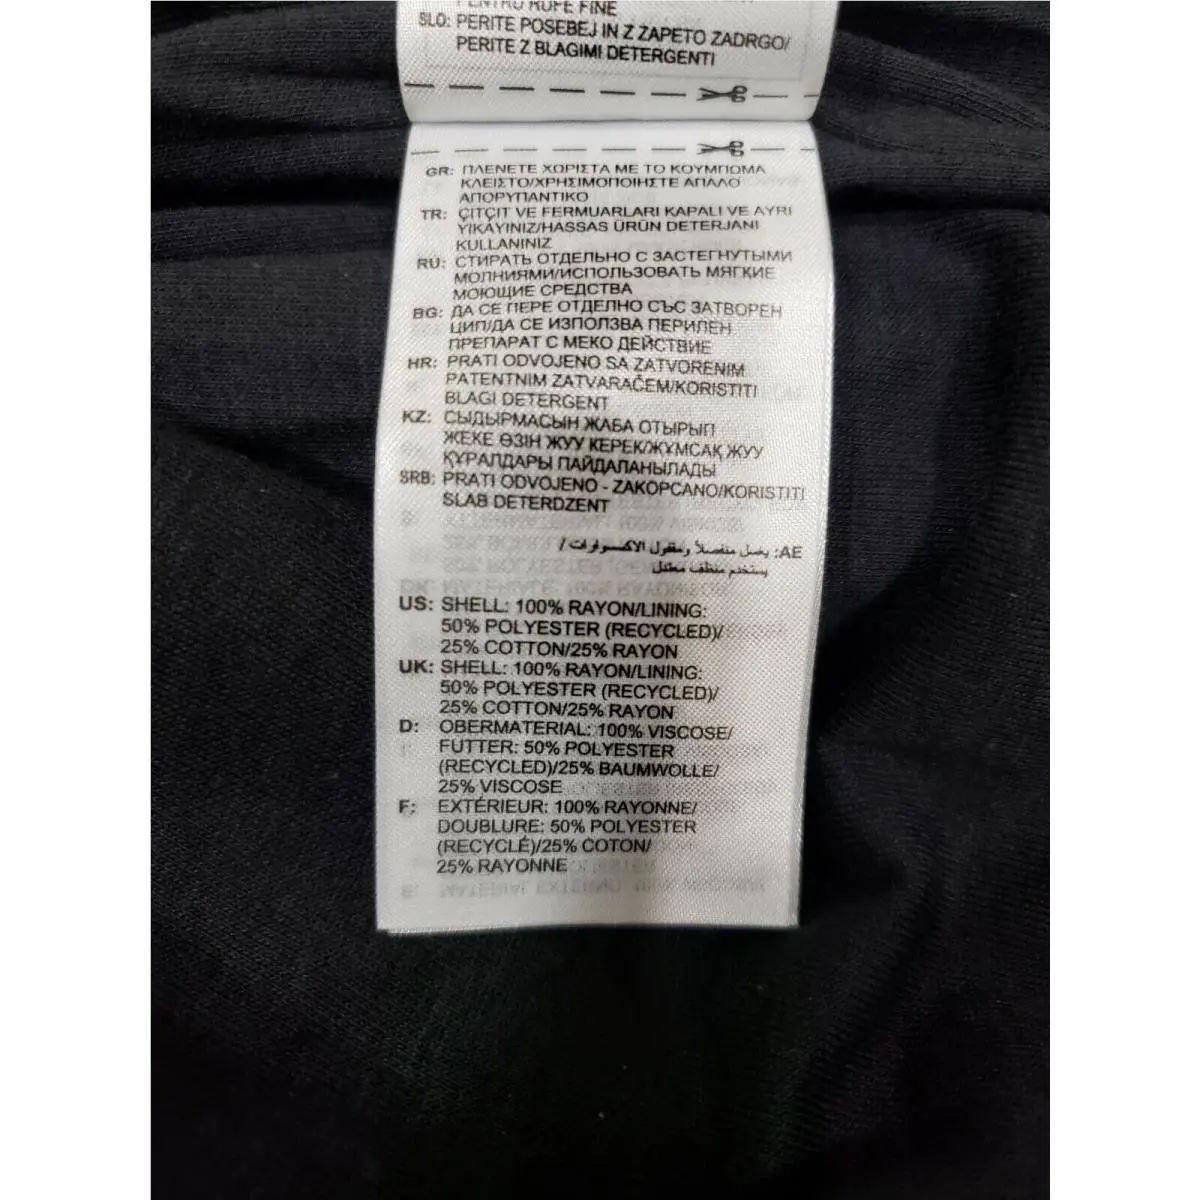 PENTRU RUFE FINE
SLO: PERITE POSEBEJ IN Z ZAPETO ZADRGO/
PERITE Z BLAGIMI DETERGENTI
GR: ΠΛΕΝΕΤΕ ΧΩΡΙΣΤΑ ΜΕ ΤΟ ΚΟΥΜΠΩΜΑ
ΚΛΕΙΣΤΟ/ΧΡΗΣΙΜΟΠΟΙΗΣΤΕ ΑΠΑΛΟ
ΑΠΟΡΥΠΑΝΤΙΚΟ
TR: ÇITÇIT VE FERMUARLARI KAPALI VE AYRI
YIKAYINIZ/HASSAS ÜRÜN DETERJANI
KULLANINIZ
RU: СТИРАТЬ ОТДЕЛЬНО С ЗАСТЕГНУТЫМИ
МОЛНИЯМИ/ИСПОЛЬЗОВАТЬ МЯГКИЕ
МОЮЩИЕ СРЕДСТВА
BG: ДА СЕ ПЕРЕ ОТДЕЛНО СЪС ЗАТВОРЕН
ЦИП/ДА СЕ ИЗПОЛЗВА ПЕРИЛЕН
ПРЕПАРАТ С МЕКО ДЕЙСТВИЕ
HR: PRATI ODVOJENO SA ZATVORENIM
PATENTNIM ZATVARAČEM/KORISTITI
BLAGI DETERGENT
KZ: СЫДЫРМАСЫН ЖАБА ОТЫРЫП
ЖЕКЕ ӨЗІН ЖУУ КЕРЕК/ЖҰМСАҚ ЖУУ
ҚҰРАЛДАРЫ ПАЙДАЛАНЫЛАДЫ
SRB: PRATI ODVOJENO - ZAKOPCANO/KORISTITI
SLAB DETERDZENT
AE: يغسل منفصلاً ومقفول الاكسسوارات /
يستخدم منظف معتدل
US: SHELL: 100% RAYON/LINING:
50% POLYESTER (RECYCLED)/
25% COTTON/25% RAYON
UK: SHELL: 100% RAYON/LINING:
50% POLYESTER (RECYCLED)/
25% COTTON/25% RAYON
D: OBERMATERIAL: 100% VISCOSE/
FUTTER: 50% POLYESTER
(RECYCLED)/25% BAUMWOLLE/
25% VISCOSE
F: EXTÉRIEUR: 100% RAYONNE/
DOUBLURE: 50% POLYESTER
(RECYCLÉ)/25% COTON/
25% RAYONNE